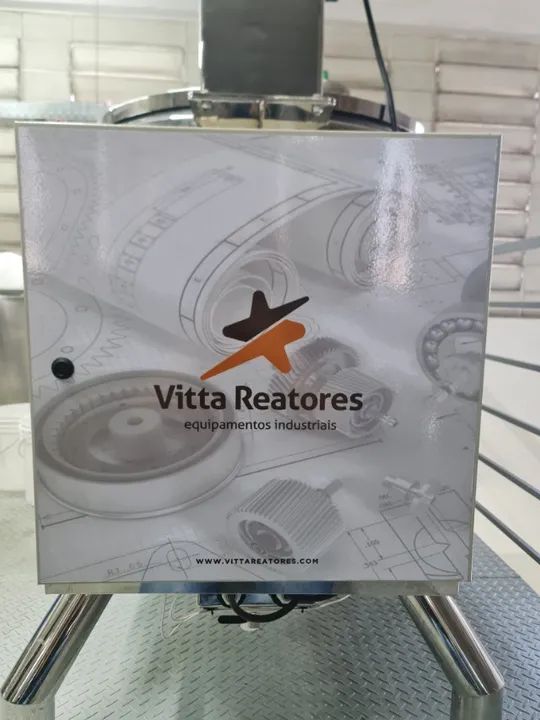 Vitta Reatores
equipamentos industriais
WWW.VITTAREATORES.COM